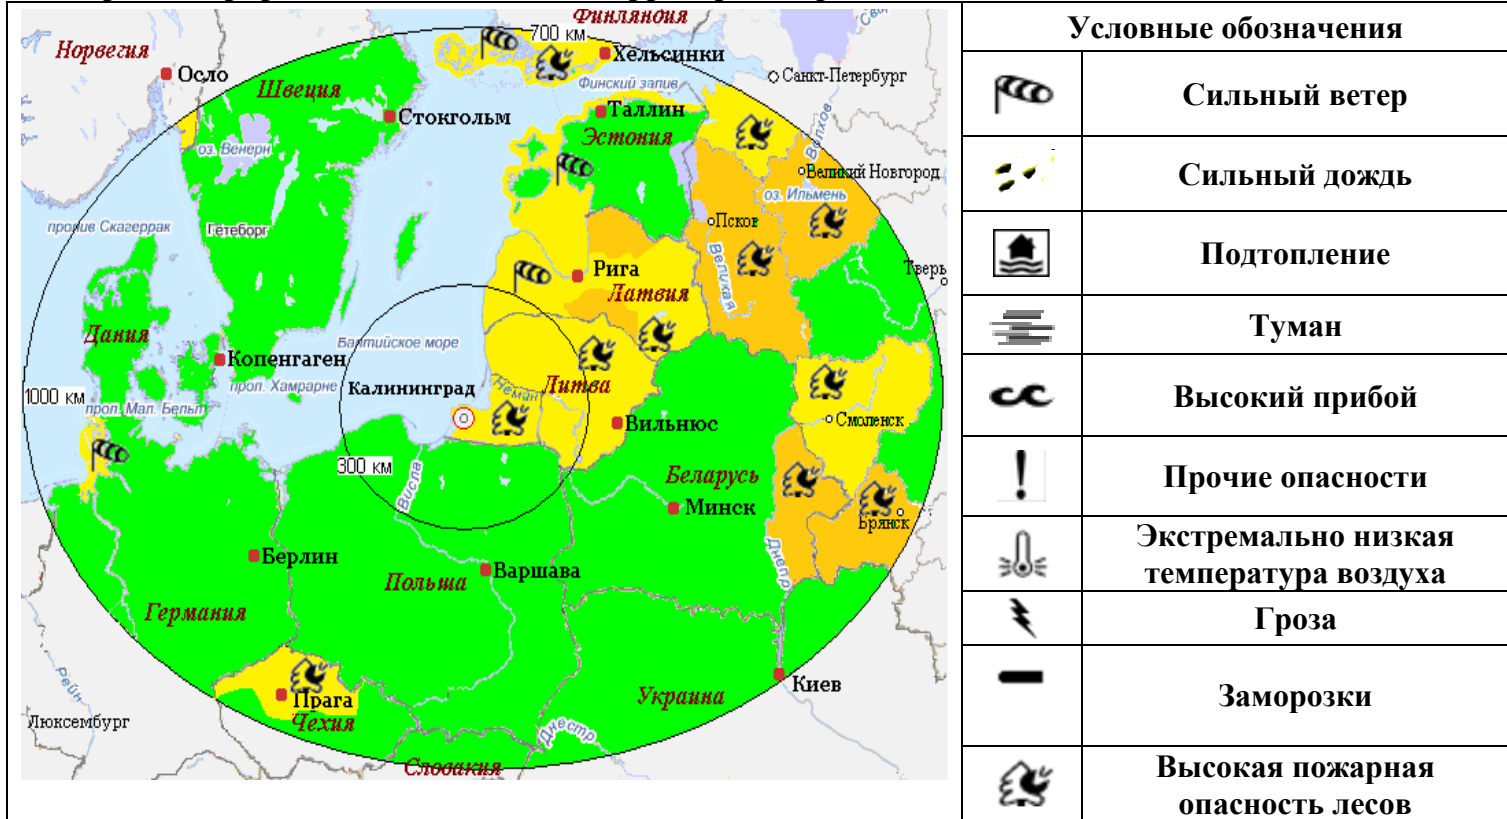 Финляндия
700 км
Норвегия
Хельсинки
Осло
Санкт-Петербург
Финский залив
Швеция
Таллин
Стокгольм
Эстония
Волхов
оз. Венерн
Великий Новгород
оз. Ильмень
Псков
пролив Скагеррак
Гётеборг
Великая
Рига
Тверь
Латвия
Дания
Балтийское море
Копенгаген
Калининград
Неман
Литва
прол. Хамрарне
1000 км
прол. Мал. Бельт
Вильнюс
Смоленск
300 км
Висла
Беларусь
Минск
Брянск
Днепр
Берлин
Варшава
Польша
Германия
Рейн
Прага
Украина
Киев
Люксембург
Чехия
Днестр
Словакия
Условные обозначения
Сильный ветер
Сильный дождь
Подтопление
Туман
Высокий прибой
Прочие опасности
Экстремально низкая
температура воздуха
Гроза
Заморозки
Высокая пожарная
опасность лесов